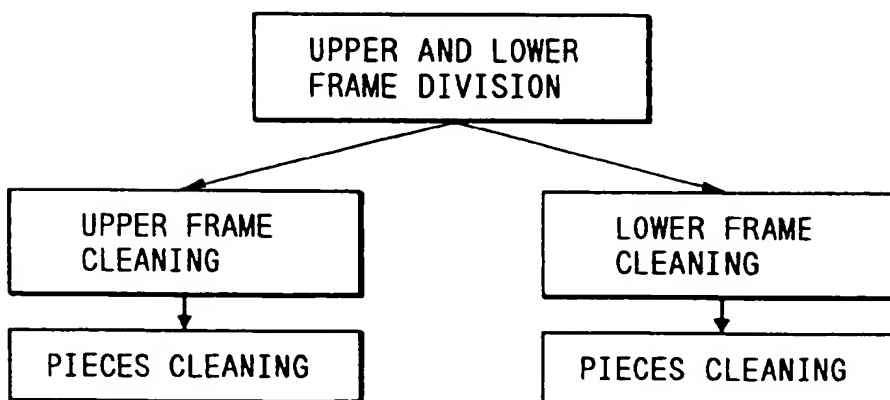 UPPER AND LOWER
FRAME DIVISION
UPPER FRAME
CLEANING
LOWER FRAME
CLEANING
PIECES CLEANING
PIECES CLEANING